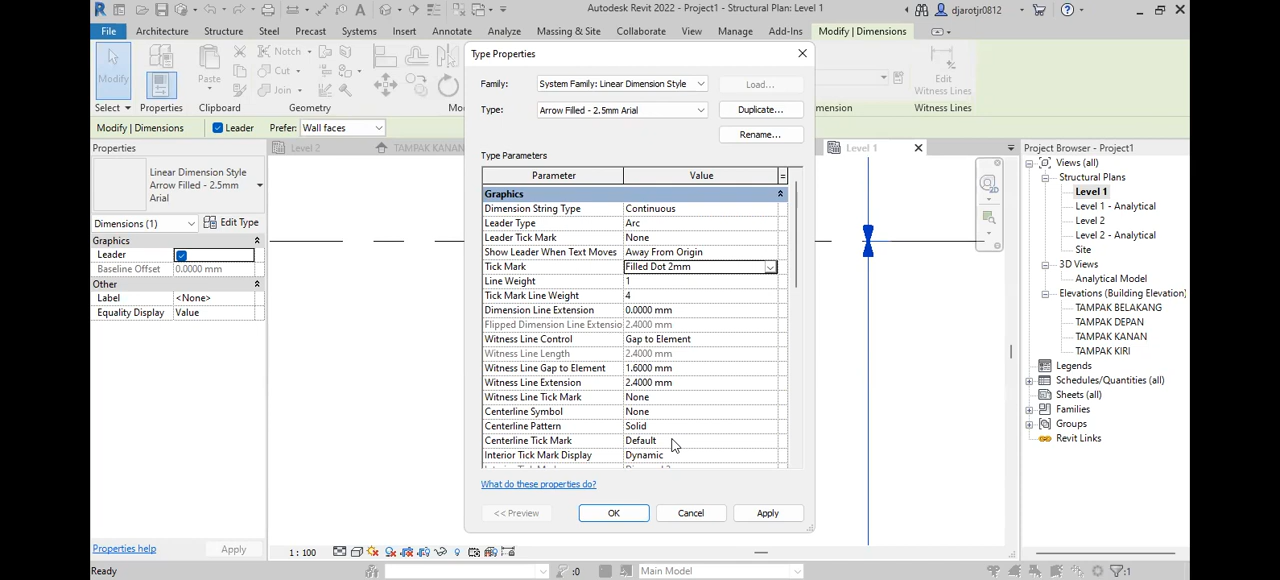 Autodesk Revit 2022 - Project1 - Structural Plan: Level 1
djarotji0812
File Architecture Structure Steel Precast Systems Insert Annotate Analyze Massing & Site Collaborate View Manage Add-Ins Modify | Dimensions
Modify
Paste
Notch
Cut
Join
Edit
Witness Lines
Select Properties Clipboard Geometry
Witness Lines
Modify | Dimensions Leader Prefer: Wall faces
Level 2
TAMPAK KANAN
Level 1
Properties
Linear Dimension Style
Arrow Filled - 2.5mm
Arial
Dimensions (1) Edit Type
Graphics
Leader
Baseline Offset 0.0000 mm
Other
Label <None>
Equality Display Value
Properties help Apply
Type Properties
Family: System Family: Linear Dimension Style Load...
Type: Arrow Filled - 2.5mm Arial Duplicate...
Rename...
Type Parameters
Parameter Value =
Graphics
Dimension String Type Continuous
Leader Type Arc
Leader Tick Mark None
Show Leader When Text Moves Away From Origin
Tick Mark Filled Dot 2mm
Line Weight 1
Tick Mark Line Weight 4
Dimension Line Extension 0.0000 mm
Flipped Dimension Line Extensio 2.4000 mm
Witness Line Control Gap to Element
Witness Line Length 2.4000 mm
Witness Line Gap to Element 1.6000 mm
Witness Line Extension 2.4000 mm
Witness Line Tick Mark None
Centerline Symbol None
Centerline Pattern Solid
Centerline Tick Mark Default
Interior Tick Mark Display Dynamic
What do these properties do?
<< Preview OK Cancel Apply
Project Browser - Project1
Views (all)
Structural Plans
Level 1
Level 1 - Analytical
Level 2
Level 2 - Analytical
Site
3D Views
Analytical Model
Elevations (Building Elevation)
TAMPAK BELAKANG
TAMPAK DEPAN
TAMPAK KANAN
TAMPAK KIRI
Legends
Schedules/Quantities (all)
Sheets (all)
Families
Groups
Revit Links
1 : 100
Ready
:0
Main Model
:1